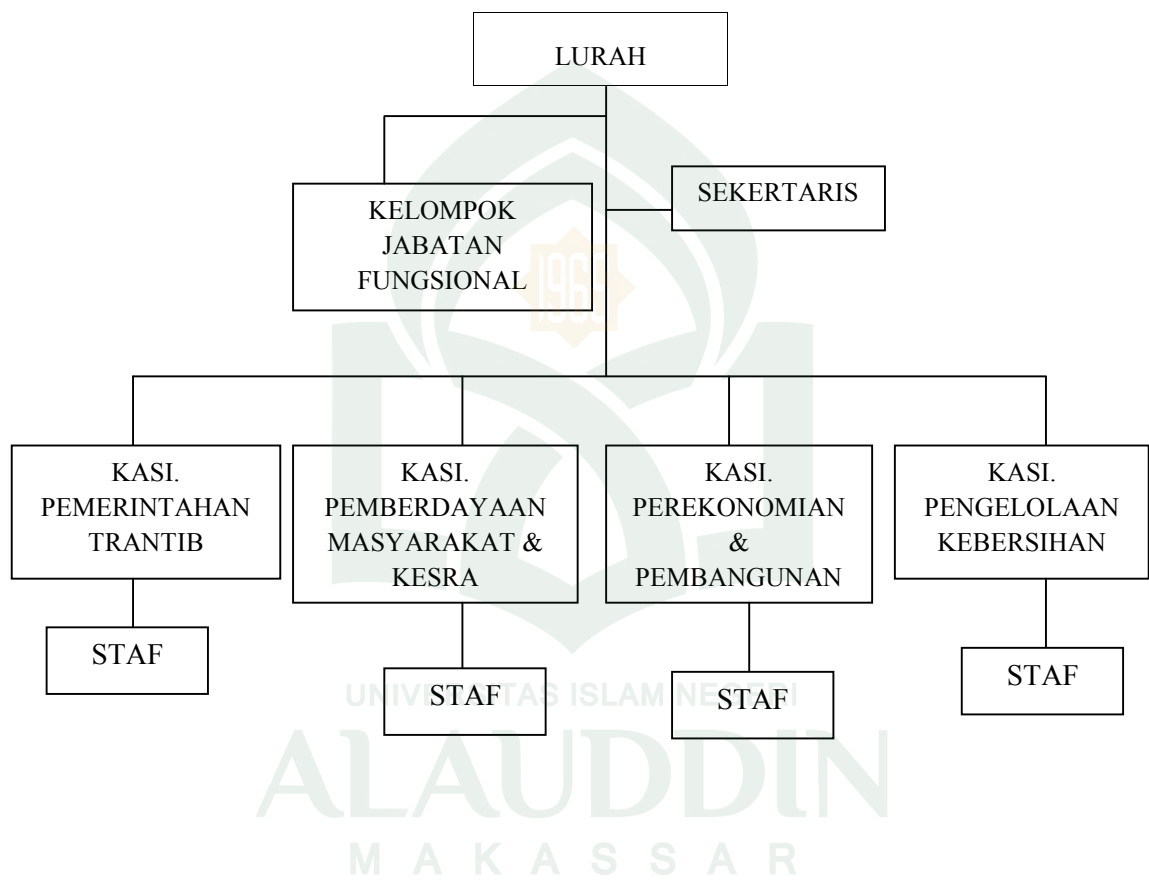 LURAH
SEKERTARIS
KELOMPOK
JABATAN
FUNGSIONAL
1965
KASI.
PEMERINTAHAN
TRANTIB
KASI.
PEMBERDAYAAN
MASYARAKAT &
KESRA
KASI.
PEREKONOMIAN
&
PEMBANGUNAN
KASI.
PENGELOLAAN
KEBERSIHAN
STAF
STAF
STAF
STAF
UNIVERSITAS ISLAM NEGERI
ALAUDDIN
MAKASSAR